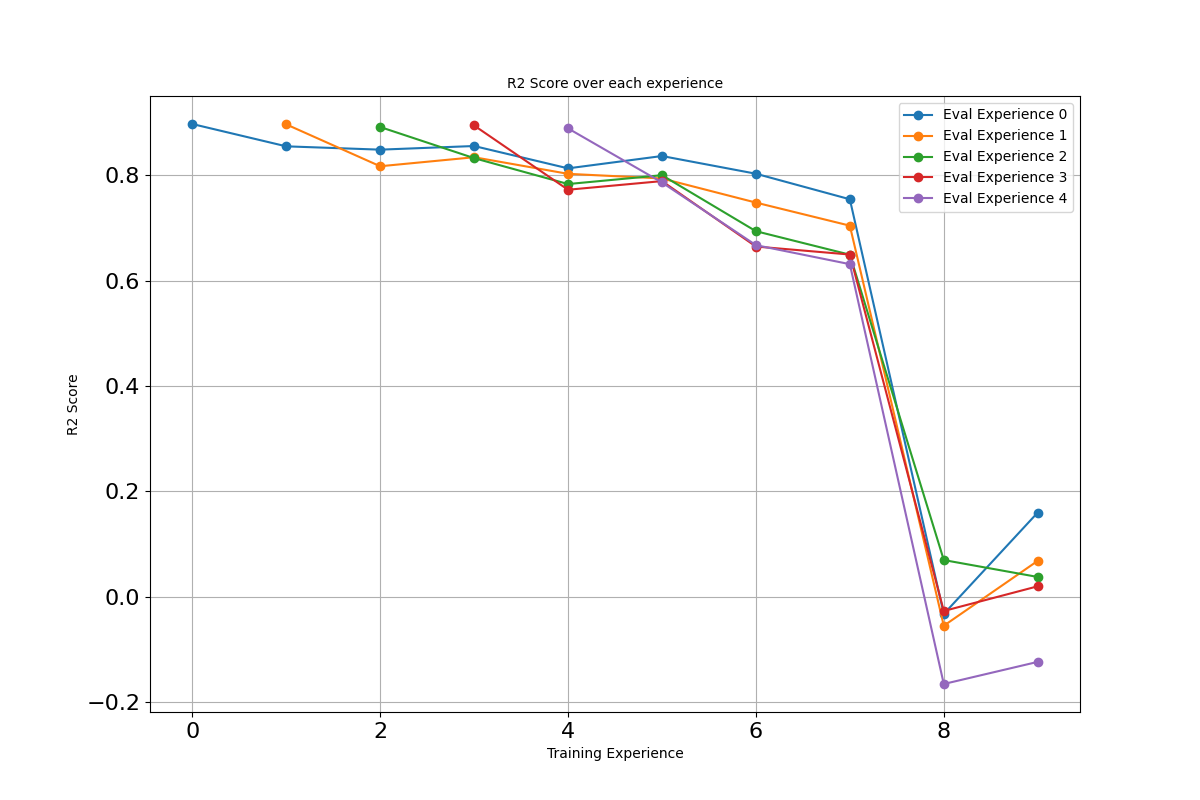 R2 Score over each experience
Eval Experience 0
Eval Experience 1
Eval Experience 2
Eval Experience 3
Eval Experience 4
0.8
0.6
0.4
0.2
0.0
−0.2
R2 Score
0 2 4 6 8
Training Experience